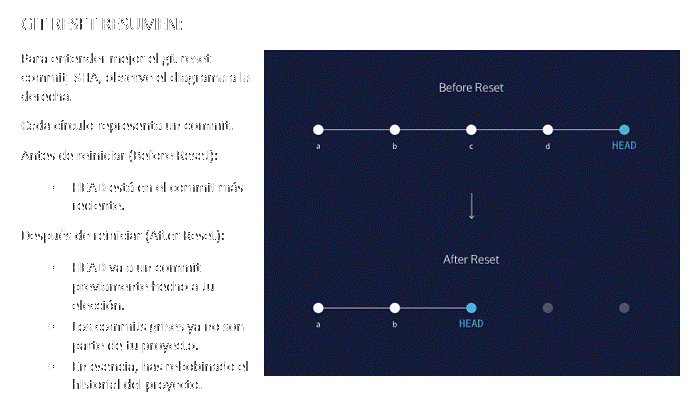 GIT RESET RESUMEN:
Para entender mejor el git reset
commit_SHA, observe el diagrama a la
derecha.
Cada círculo representa un commit.
Antes de reiniciar (Before Reset):
- HEAD está en el commit más
reciente.
Después de reiniciar (After Reset):
- HEAD va a un commit
previamente hecho a tu
elección.
- Los commits grises ya no son
parte de tu proyecto.
- En esencia, has rebobinado el
historial del proyecto.
Before Reset
a b c d HEAD
After Reset
a b HEAD